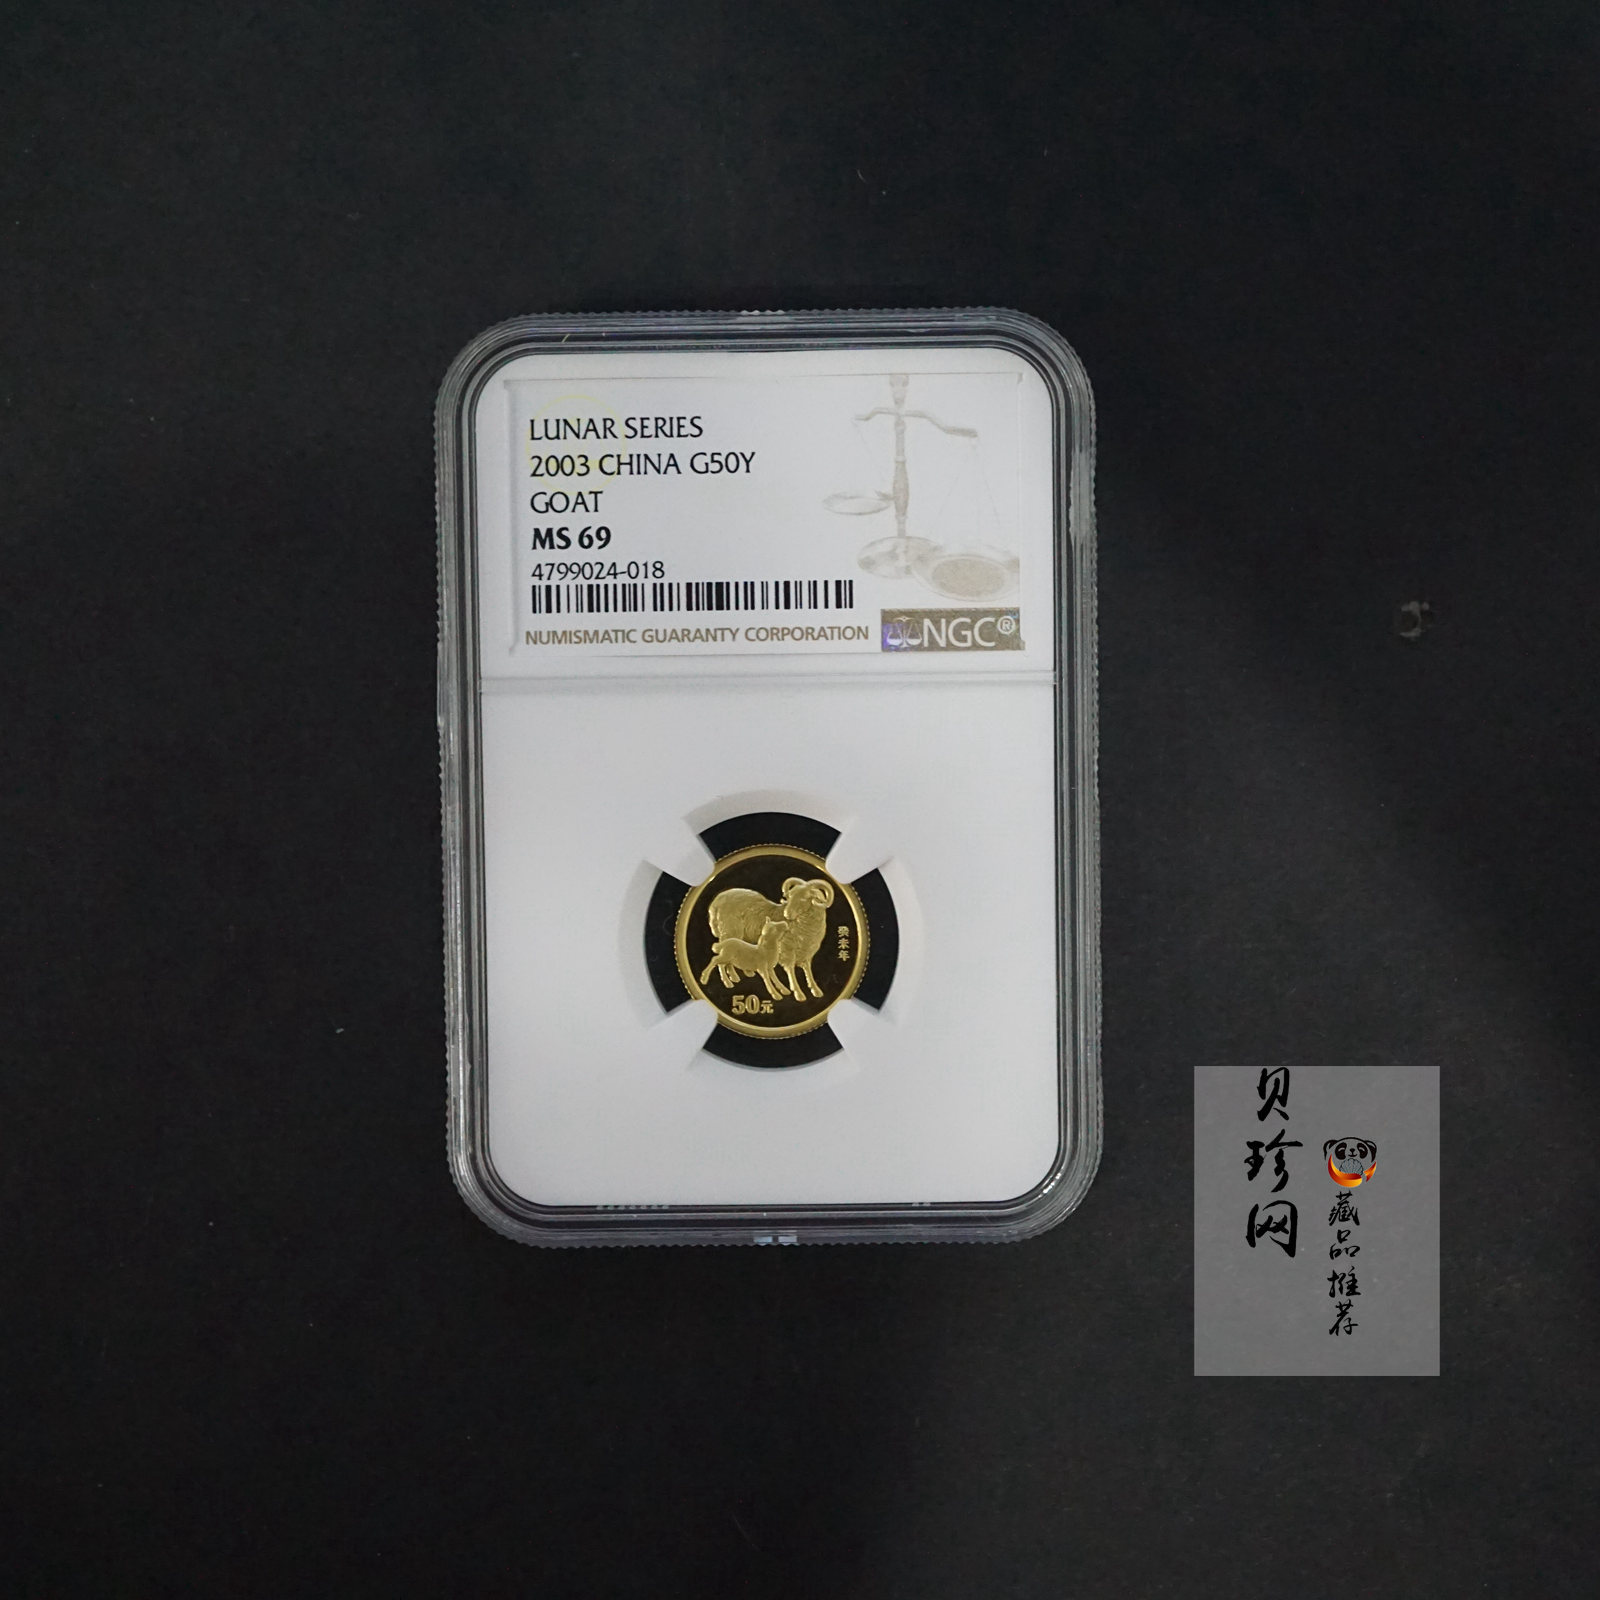 LUNAR SERIES
2003 CHINA G50Y
GOAT
MS 69
4799024-018
NUMISMATIC GUARANTY CORPORATION
NGC®
癸未年
50元
贝珍网
藏品推荐